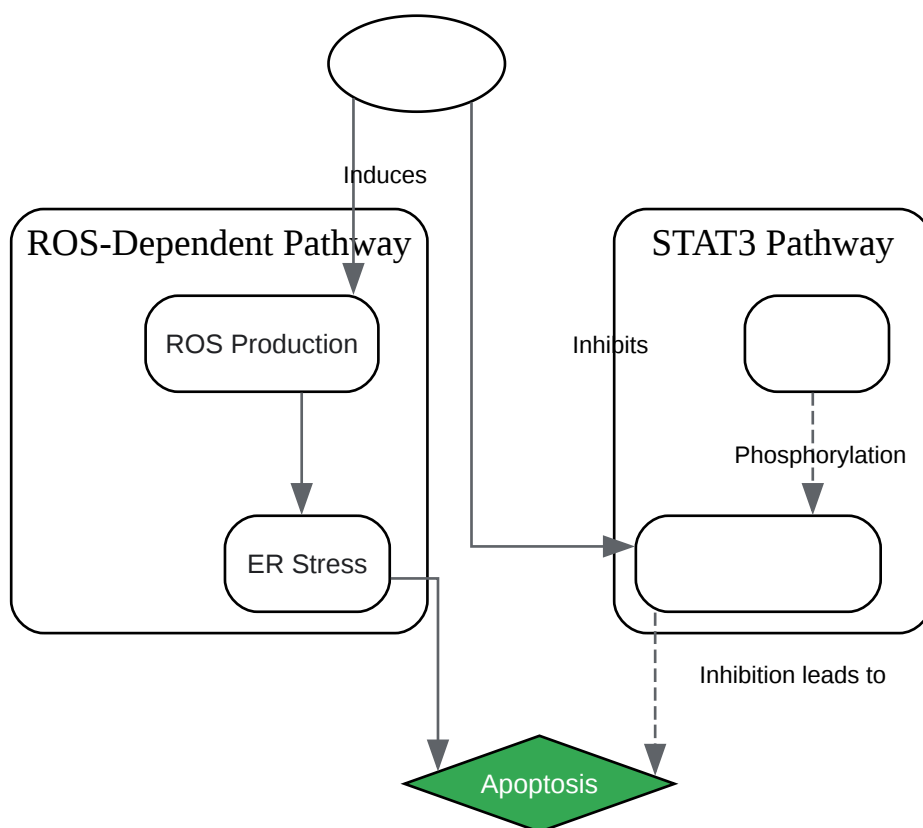 Induces
ROS-Dependent Pathway
STAT3 Pathway
ROS Production
Inhibits
Phosphorylation
ER Stress
Inhibition leads to
Apoptosis